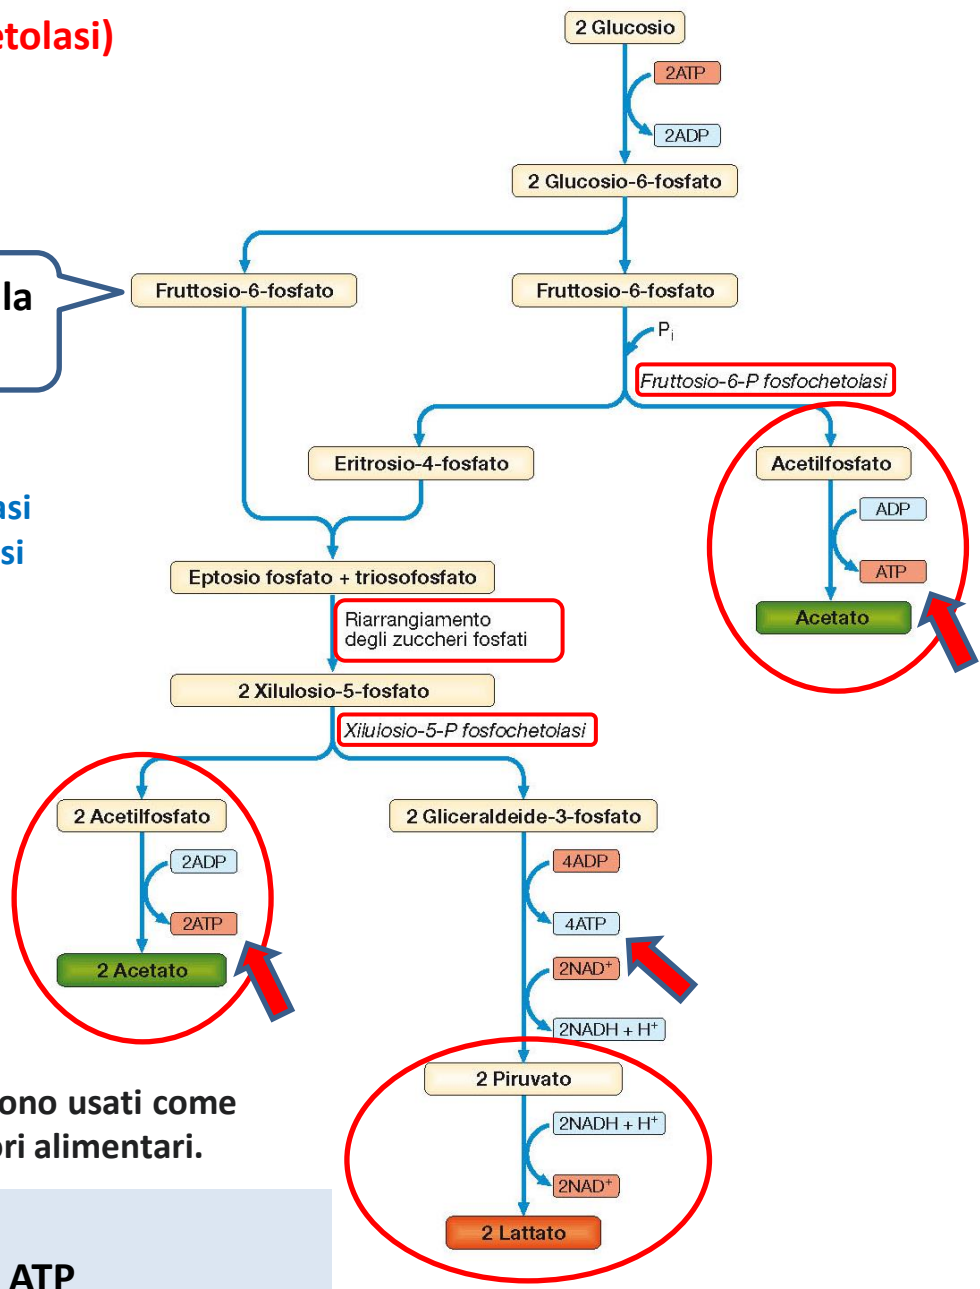 etolasi)
2 Glucosio
2ATP
2ADP
2 Glucosio-6-fosfato
la
Fruttosio-6-fosfato
Fruttosio-6-fosfato
Pi
Fruttosio-6-P fosfochetolasi
Eritrosio-4-fosfato
Acetilfosfato
asi
si
ADP
ATP
Eptosio fosfato + triosofosfato
Acetato
Riarrangiamento
degli zuccheri fosfati
2 Xilulosio-5-fosfato
Xilulosio-5-P fosfochetolasi
2 Acetilfosfato
2 Gliceraldeide-3-fosfato
2ADP
4ADP
2ATP
4ATP
2 Acetato
2NAD⁺
2NADH + H⁺
2 Piruvato
ono usati come
ori alimentari.
2NADH + H⁺
2NAD⁺
2 Lattato
ATP